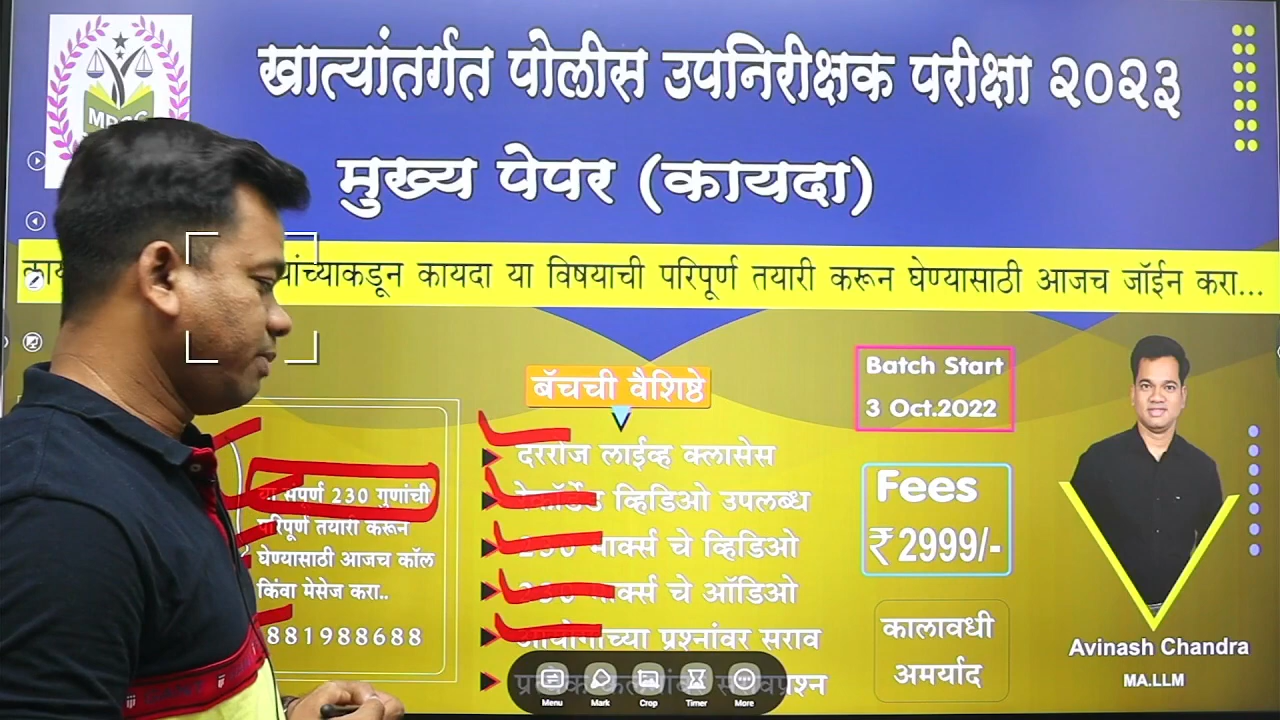 खात्यांतर्गत पोलीस उपनिरीक्षक परीक्षा २०२३
मुख्य पेपर (कायदा)
कडून कायदा या विषयाची परिपूर्ण तयारी करून घेण्यासाठी आजच जॉईन करा...
बॅचची वैशिष्ठे
Batch Start
3 Oct.2022
दररोज लाईव्ह क्लासेस
व्हिडिओ उपलब्ध
मार्क्स चे व्हिडिओ
मार्क्स चे ऑडिओ
आयोगाच्या प्रश्नांवर सराव
230 गुणांची
परिपूर्ण तयारी करून
घेण्यासाठी आजच कॉल
किंवा मेसेज करा..
881988688
Fees
₹2999/-
कालावधी
अमर्याद
Avinash Chandra
MA.LLM
Menu
Mark
Crop
Timer
More